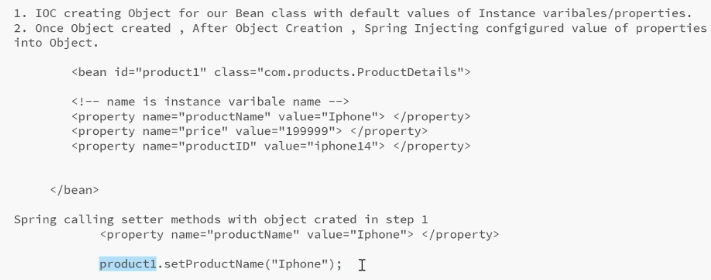 1. IOC creating Object for our Bean class with default values of Instance varibales/properties.
2. Once Object created , After Object Creation , Spring Injecting confgigured value of properties
into Object.
<bean id="product1" class="com.products.ProductDetails">
<!-- name is instance varibale name -->
<property name="productName" value="Iphone"> </property>
<property name="price" value="199999"> </property>
<property name="productID" value="iphone14"> </property>
</bean>
Spring calling setter methods with object crated in step 1
<property name="productName" value="Iphone"> </property>
product1.setProductName("Iphone");